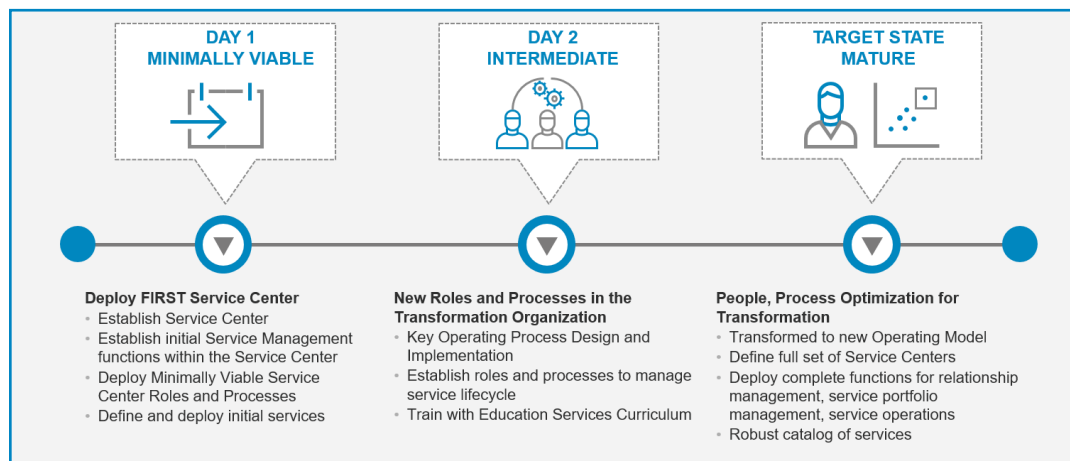 DAY 1
MINIMALLY VIABLE
DAY 2
INTERMEDIATE
TARGET STATE
MATURE
Deploy FIRST Service Center
• Establish Service Center
• Establish initial Service Management
functions within the Service Center
• Deploy Minimally Viable Service
Center Roles and Processes
• Define and deploy initial services
New Roles and Processes in the
Transformation Organization
• Key Operating Process Design and
Implementation
• Establish roles and processes to manage
service lifecycle
• Train with Education Services Curriculum
People, Process Optimization for
Transformation
• Transformed to new Operating Model
• Define full set of Service Centers
• Deploy complete functions for relationship
management, service portfolio
management, service operations
• Robust catalog of services